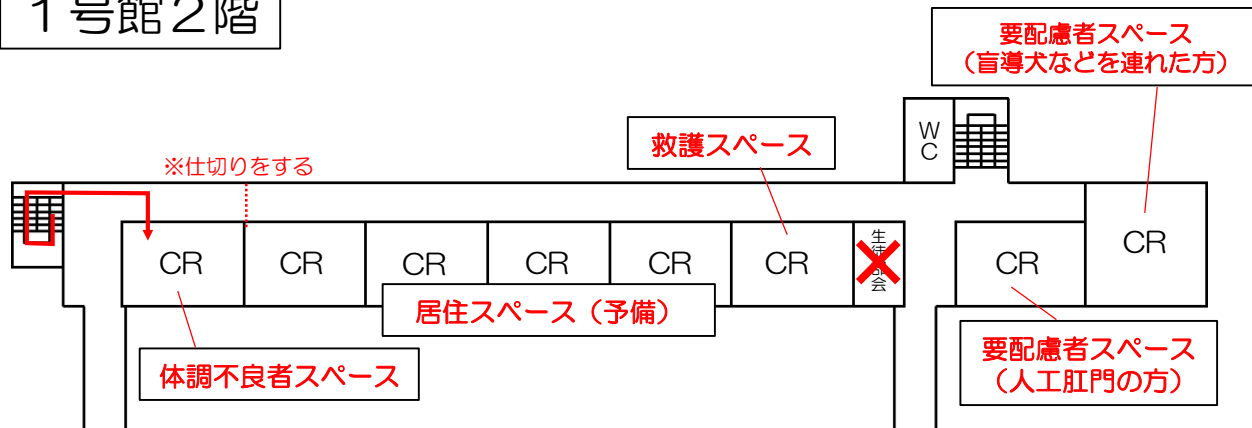 １号館２階
要配慮者スペース
（盲導犬などを連れた方）
救護スペース
WC
※仕切りをする
CR
CR
CR
CR
CR
CR
CR
CR
居住スペース（予備）
体調不良者スペース
要配慮者スペース
（人工肛門の方）